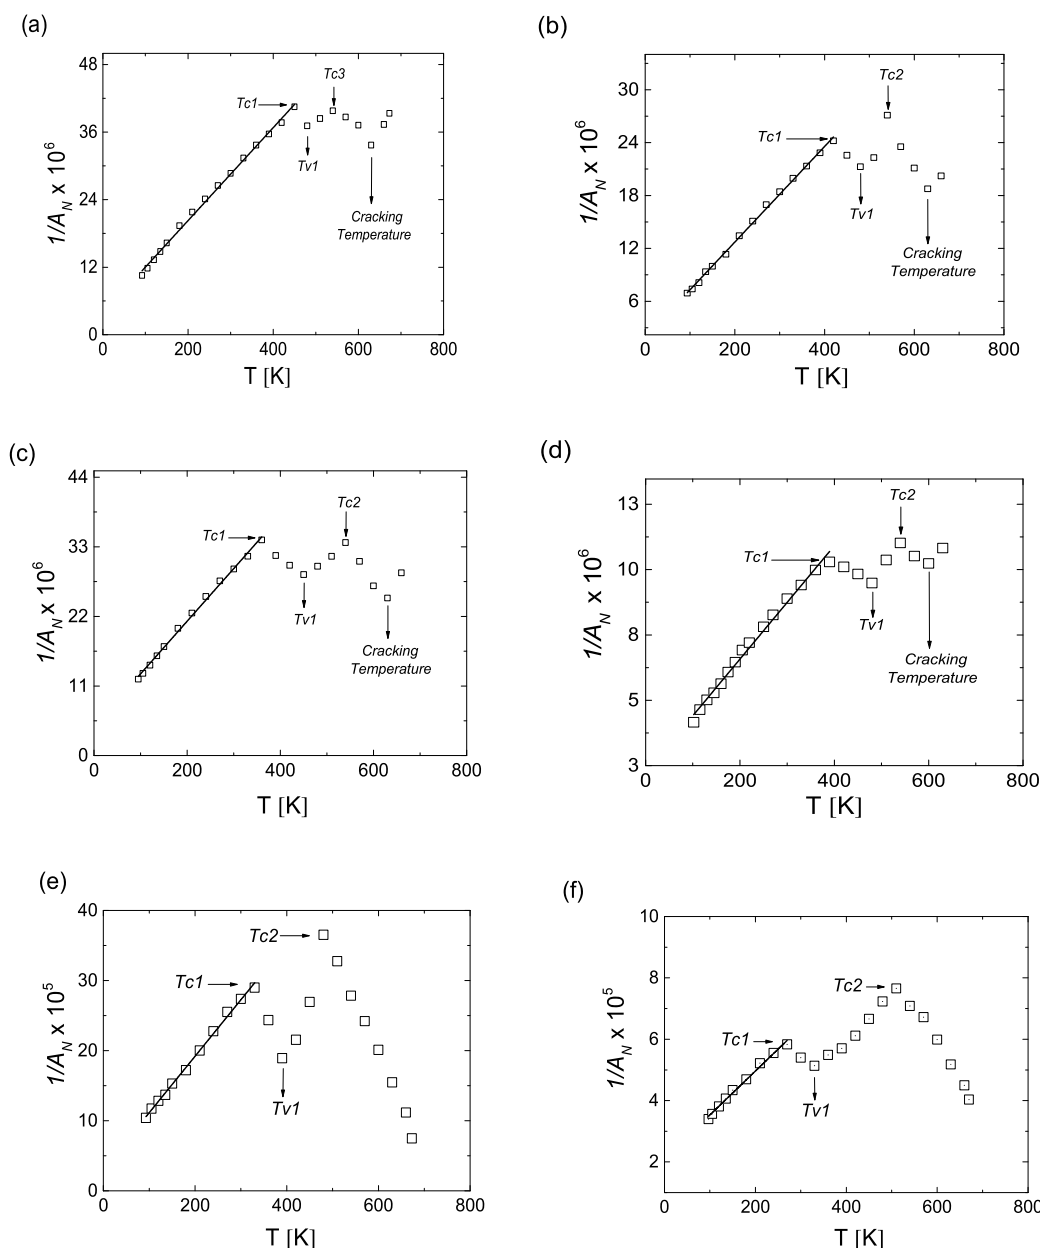 (a)
48
36
24
12
0
1/A_N x 10^6
Tc1
Tc3
Tv1
Cracking
Temperature
0 200 400 600 800
T [K]
(b)
30
24
18
12
6
1/A_N x 10^6
Tc1
Tc2
Tv1
Cracking
Temperature
0 200 400 600 800
T [K]
(c)
44
33
22
11
0
1/A_N x 10^6
Tc1
Tc2
Tv1
Cracking
Temperature
0 200 400 600 800
T [K]
(d)
13
10
8
5
3
1/A_N x 10^6
Tc1
Tc2
Tv1
Cracking
Temperature
0 200 400 600 800
T [K]
(e)
40
30
20
10
0
1/A_N x 10^5
Tc2
Tc1
Tv1
0 200 400 600 800
T [K]
(f)
10
8
6
4
2
1/A_N x 10^5
Tc2
Tc1
Tv1
0 200 400 600 800
T [K]